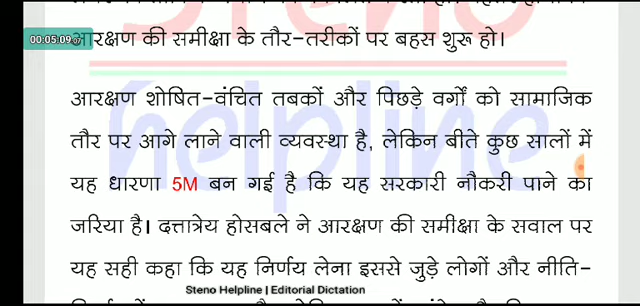 00:05:09
आरक्षण की समीक्षा के तौर-तरीकों पर बहस शुरू हो।
आरक्षण शोषित-वंचित तबकों और पिछड़े वर्गों को सामाजिक
तौर पर आगे लाने वाली व्यवस्था है, लेकिन बीते कुछ सालों में
यह धारणा 5M बन गई है कि यह सरकारी नौकरी पाने का
जरिया है। दत्तात्रेय होसबले ने आरक्षण की समीक्षा के सवाल पर
यह सही कहा कि यह निर्णय लेना इससे जुड़े लोगों और नीति-
Steno Helpline | Editorial Dictation
Steno
helpline